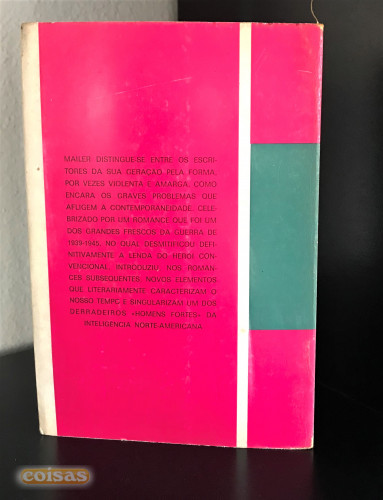 MAILER DISTINGUE-SE ENTRE OS ESCRI-
TORES DA SUA GERAÇÃO PELA FORMA,
POR VEZES VIOLENTA E AMARGA, COMO
ENCARA OS GRAVES PROBLEMAS QUE
AFLIGEM A CONTEMPORANEIDADE. CELE-
BRIZADO POR UM ROMANCE QUE FOI UM
DOS GRANDES FRESCOS DA GUERRA DE
1939-1945, NO QUAL DESMITIFICOU DEFI-
NITIVAMENTE A LENDA DO HERÓI CON-
VENCIONAL, INTRODUZIU, NOS ROMAN-
CES SUBSEQUENTES, NOVOS ELEMENTOS
QUE LITERARIAMENTE CARACTERIZAM O
NOSSO TEMPO E SINGULARIZAM UM DOS
DERRADEIROS «HOMENS FORTES» DA
INTELIGÊNCIA NORTE-AMERICANA.
coisas